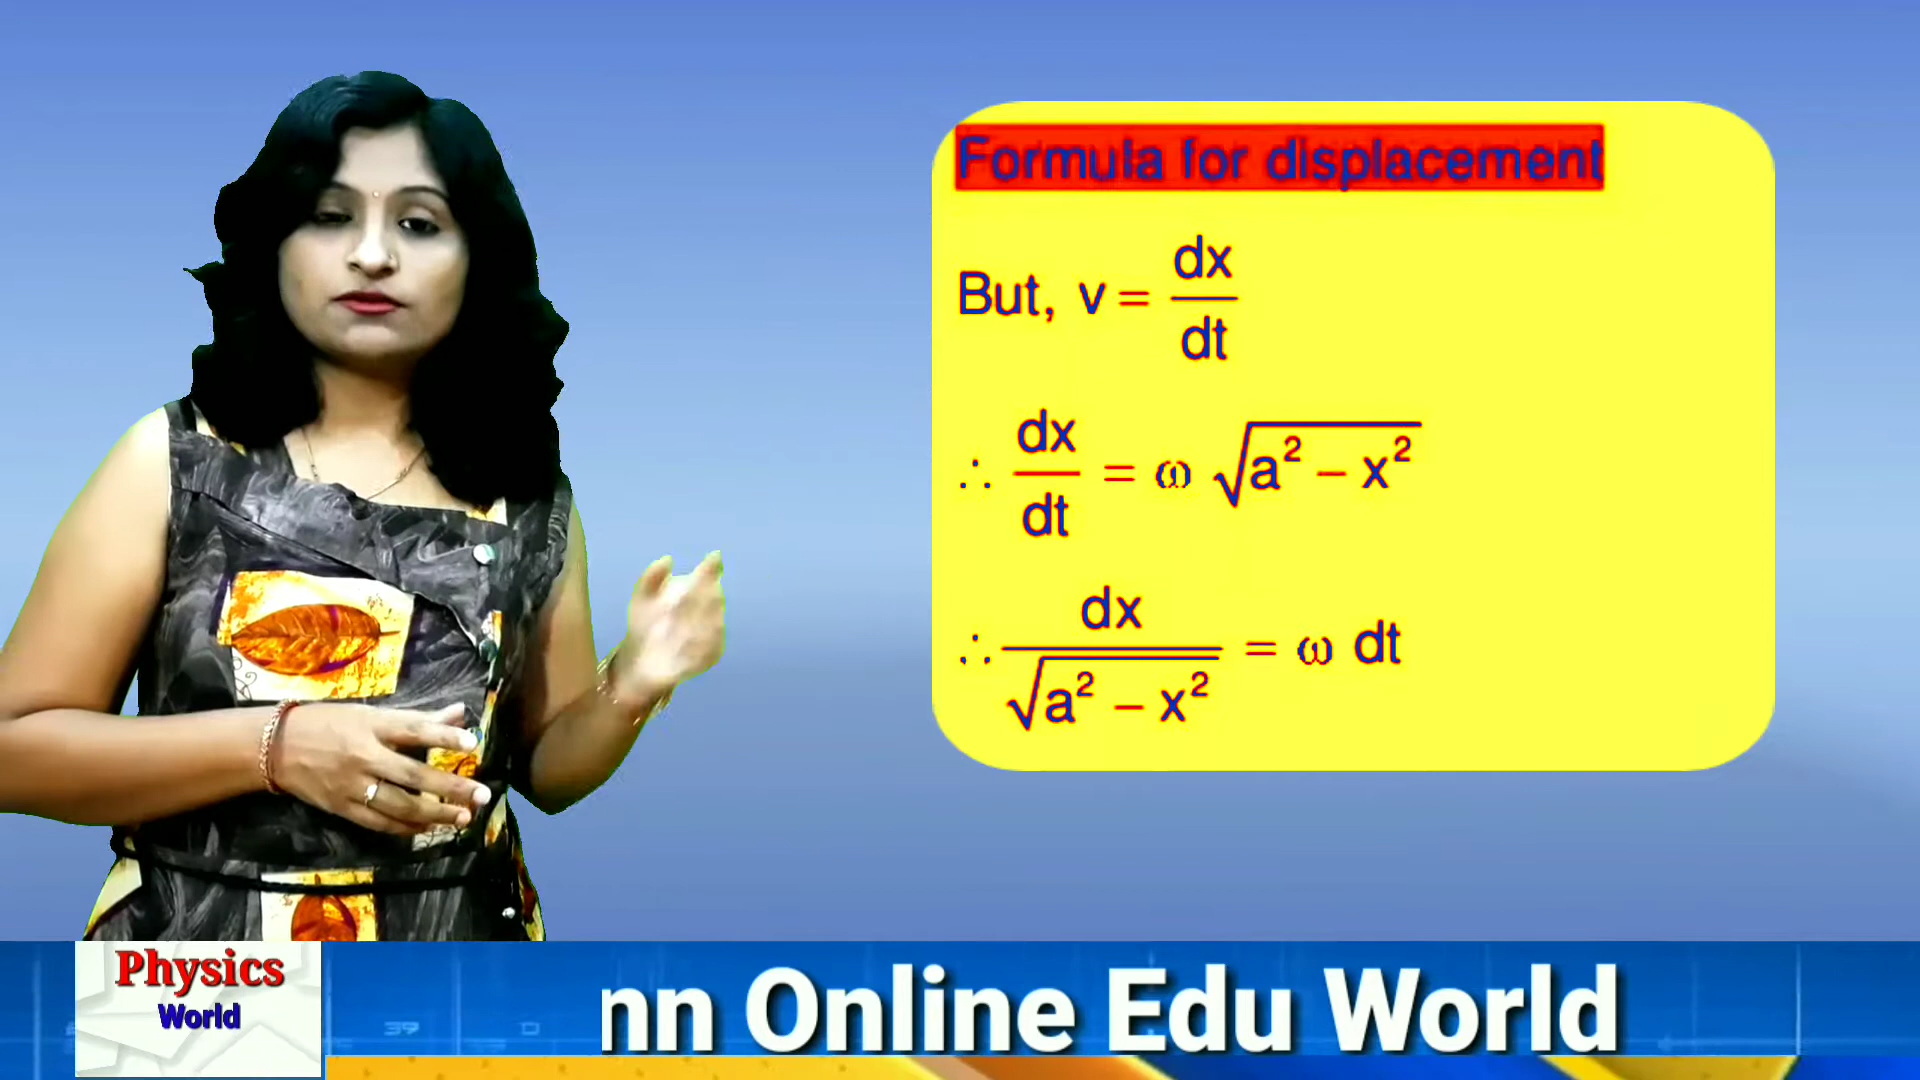 Formula for displacement
But, v = dx/dt
∴ dx/dt = ω √(a² – x²)
∴ dx/√(a² – x²) = ω dt
Physics
World
nn Online Edu World